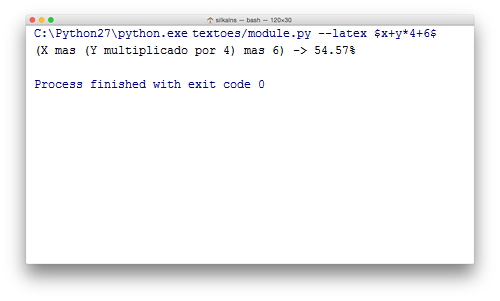 silkains — bash — 120×30
C:\Python27\python.exe textoes/module.py --latex $x+y*4+6$
(X mas (Y multiplicado por 4) mas 6) -> 54.57%
Process finished with exit code 0